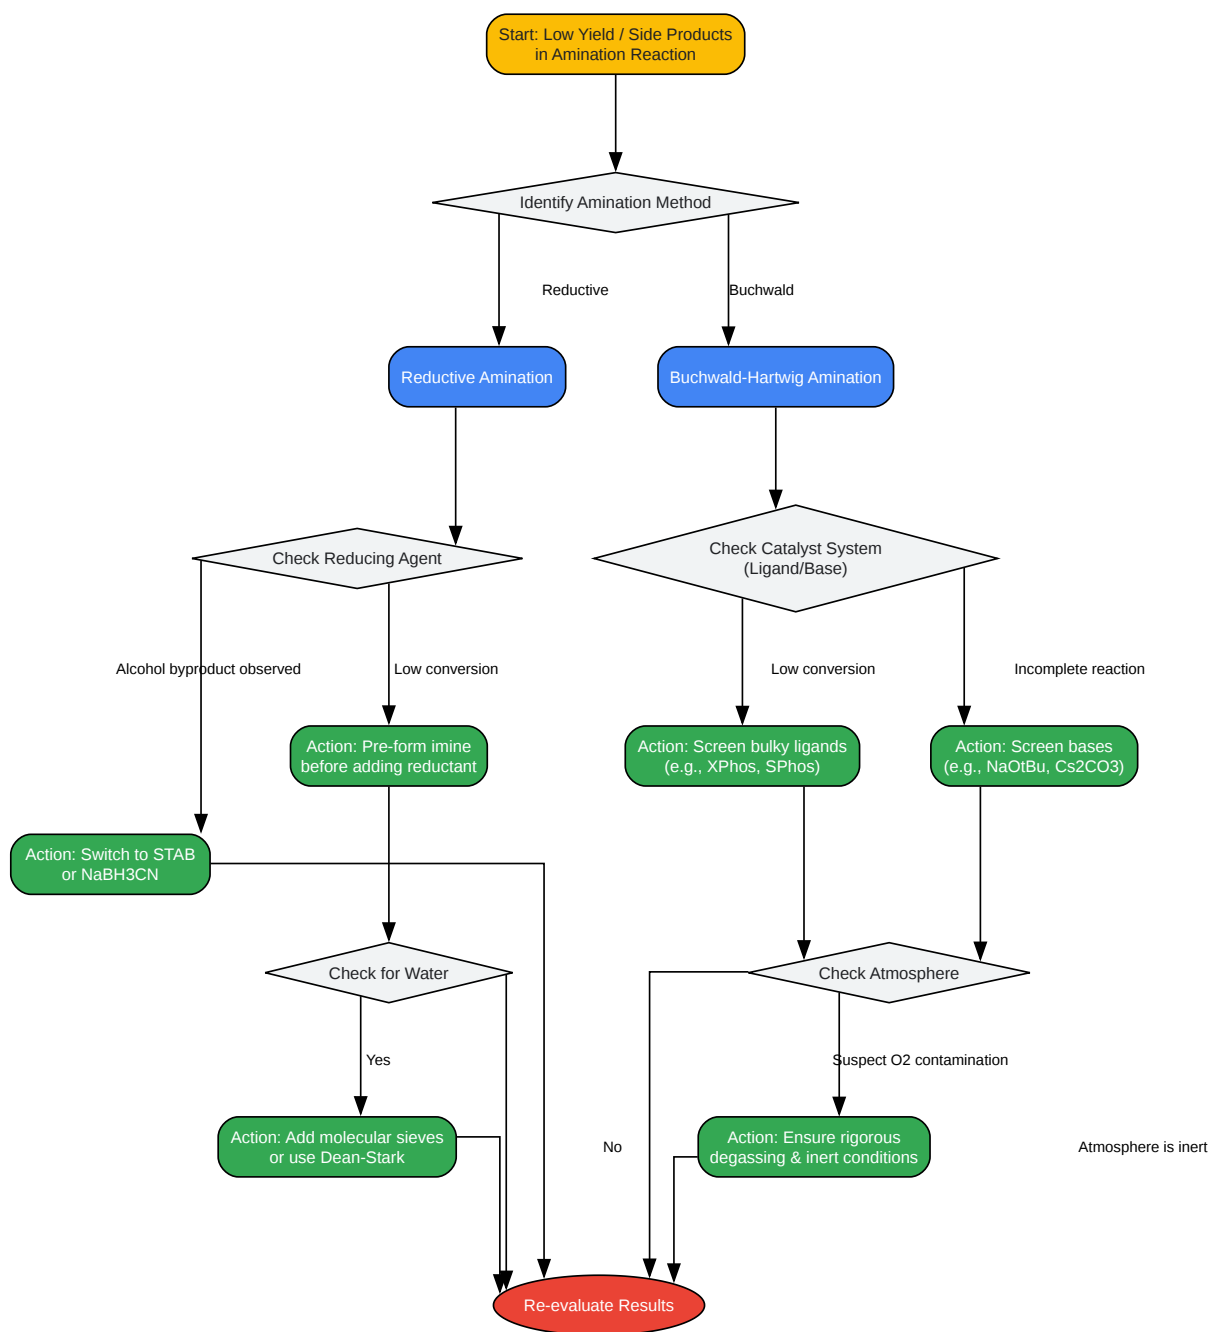 Start: Low Yield / Side Products
in Amination Reaction
Identify Amination Method
Reductive
Buchwald
Reductive Amination
Buchwald-Hartwig Amination
Check Reducing Agent
Check Catalyst System
(Ligand/Base)
Alcohol byproduct observed
Low conversion
Low conversion
Incomplete reaction
Action: Pre-form imine
before adding reductant
Action: Screen bulky ligands
(e.g., XPhos, SPhos)
Action: Screen bases
(e.g., NaOtBu, Cs2CO3)
Action: Switch to STAB
or NaBH3CN
Check for Water
Check Atmosphere
Yes
Suspect O2 contamination
Action: Add molecular sieves
or use Dean-Stark
No
Action: Ensure rigorous
degassing & inert conditions
Atmosphere is inert
Re-evaluate Results